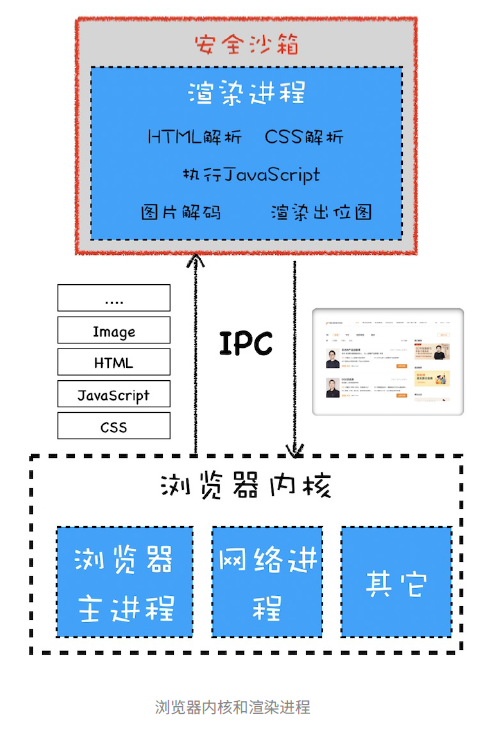 安全沙箱
渲染进程
HTML解析 CSS解析
执行JavaScript
图片解码 渲染出位图
....
Image
HTML
JavaScript
CSS
IPC
浏览器内核
浏览器
主进程
网络进
程
其它
浏览器内核和渲染进程